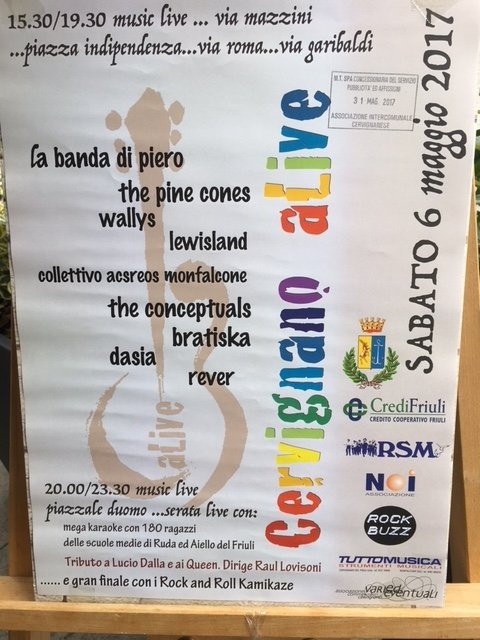 15.30/19.30 music live ... via mazzini
...piazza indipendenza...via roma...via garibaldi
M.T. SPA CONCESSIONARIA DEL SERVIZIO
PUBBLICITA' ED AFFISSIONI
31 MAG. 2017
ASSOCIAZIONE INTERCOMUNALE
CERVIGNANESE
SABATO 6 maggio 2017
Cervignano alive
la banda di piero
the pine cones
wallys
lewisland
collettivo acsreos monfalcone
the conceptuals
bratiska
dasia
rever
alive
CrediFriuli
CREDITO COOPERATIVO FRIULI
RSM
NOI
ASSOCIAZIONE
ROCK
BUZZ
TUTTOMUSICA
STRUMENTI MUSICALI
varied
eventuali
20.00/23.30 music live
piazzale duomo ...serata live con:
mega karaoke con 180 ragazzi
delle scuole medie di Ruda ed Aiello del Friuli
Tributo a Lucio Dalla e ai Queen. Dirige Raul Lovisoni
...... e gran finale con i Rock and Roll Kamikaze